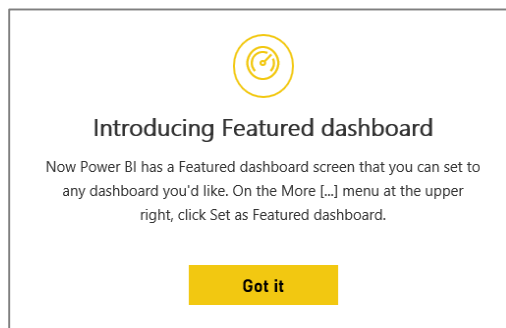 Introducing Featured dashboard
Now Power BI has a Featured dashboard screen that you can set to
any dashboard you'd like. On the More [...] menu at the upper
right, click Set as Featured dashboard.
Got it